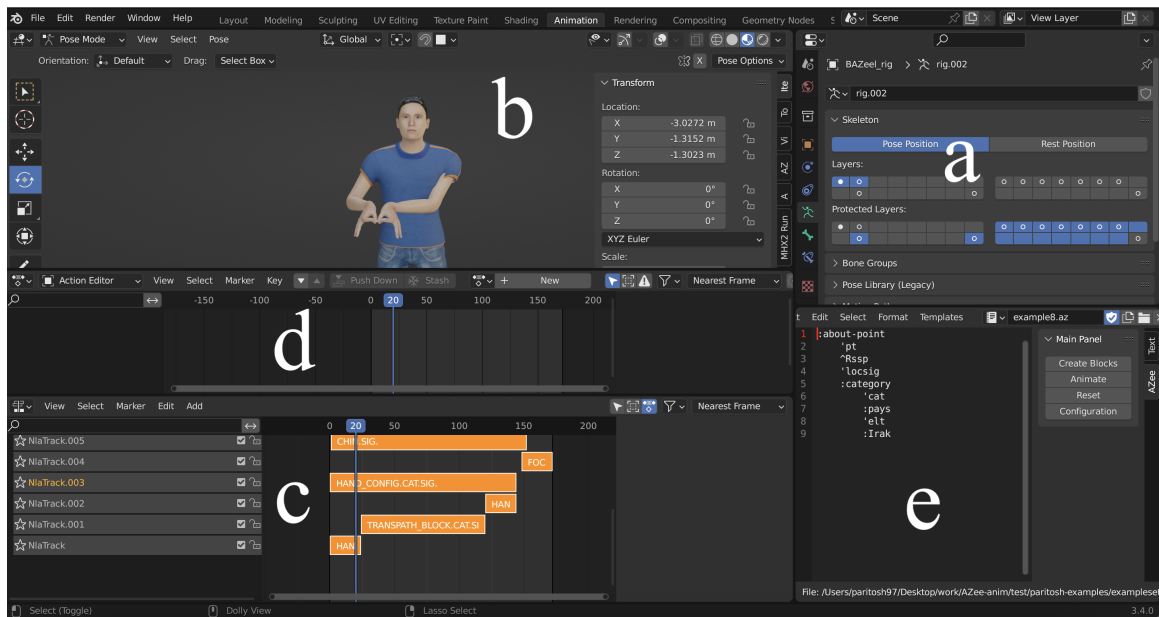 File Edit Render Window Help Layout Modeling Sculpting UV Editing Texture Paint Shading Animation Rendering Compositing Geometry Nodes S Scene View Layer
Pose Mode View Select Pose Global
Orientation: Default Drag: Select Box X Pose Options
b
Transform
Location:
X -3.0272 m
Y -1.3152 m
Z -1.3023 m
Rotation:
X 0°
Y 0°
Z 0°
XYZ Euler
Scale:
Ite
To
Vi
AZ
A
MHX2 Run
BAZeel_rig > rig.002
rig.002
Skeleton
Pose Position Rest Position
a
Layers:
Protected Layers:
Bone Groups
Pose Library (Legacy)
Action Editor View Select Marker Key Push Down Stash + New Nearest Frame
-150 -100 -50 0 20 50 100 150 200
d
View Select Marker Edit Add Nearest Frame
0 20 50 100 150 200
NlaTrack.005 CHIN.SIG.
NlaTrack.004 FOC
NlaTrack.003 HAND_CONFIG.CAT.SIG.
NlaTrack.002 HAN
NlaTrack.001 TRANSPATH_BLOCK.CAT.SI
NlaTrack HAN
c
t Edit Select Format Templates example8.az
1 :about-point
2 'pt
3 ^Rssp
4 'locsig
5 :category
6 'cat
7 :pays
8 'elt
9 :Irak
e
Main Panel
Create Blocks
Animate
Reset
Configuration
Text
AZee
File: /Users/paritosh97/Desktop/work/AZee-anim/test/paritosh-examples/exampleset
Select (Toggle) Dolly View Lasso Select 3.4.0